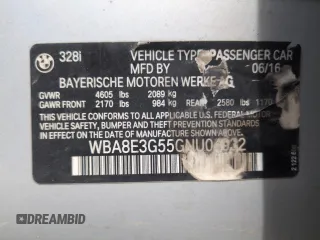 328i
VEHICLE TYPE: PASSENGER CAR
MFD BY 06/16
BAYERISCHE MOTOREN WERKE AG
GVWR 4605 lbs 2089 kg
GAWR FRONT 2170 lbs 984 kg REAR 2580 lbs
THIS VEHICLE CONFORMS TO ALL APPLICABLE
FEDERAL MOTOR VEHICLE SAFETY, BUMPER
AND THEFT PREVENTION STANDARDS
IN EFFECT ON THE DATE OF
MANUFACTURE SHOWN ABOVE
AUTOBIDMASTER
DREAMBID